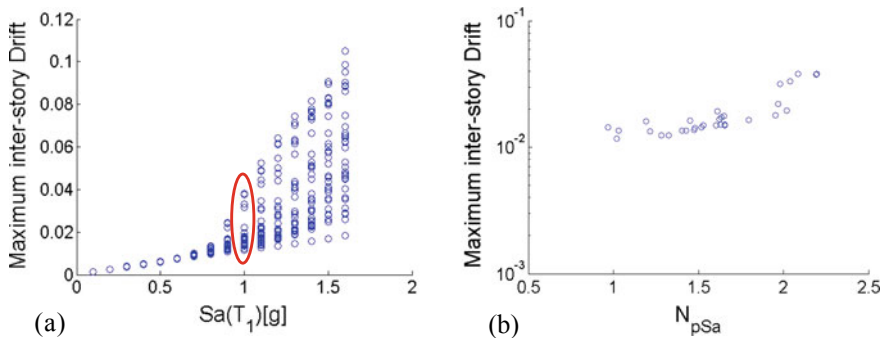 0.12
0.1
0.08
0.06
0.04
0.02
0
Maximum inter-story Drift
0 0.5 1 1.5 2
Sa(T₁)[g]
(a)
10⁻¹
10⁻²
10⁻³
Maximum inter-story Drift
0.5 1 1.5 2 2.5
N_pSa
(b)